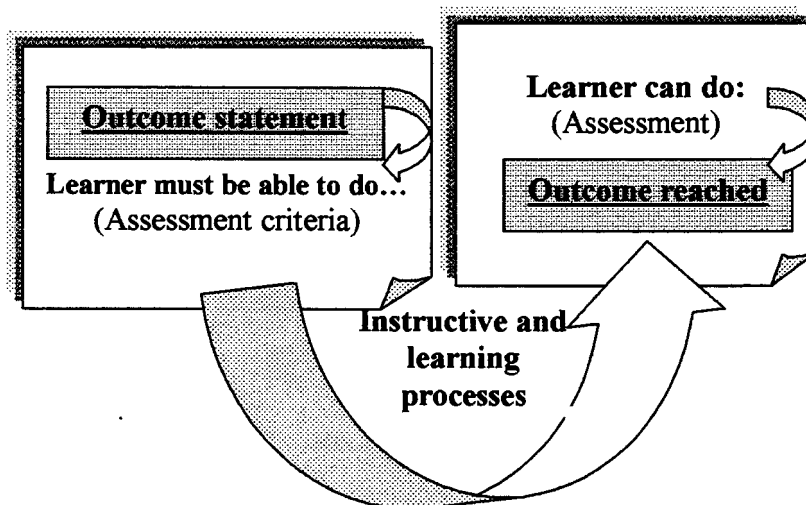 Outcome statement
Learner must be able to do…
(Assessment criteria)
Learner can do:
(Assessment)
Outcome reached
Instructive and
learning
processes